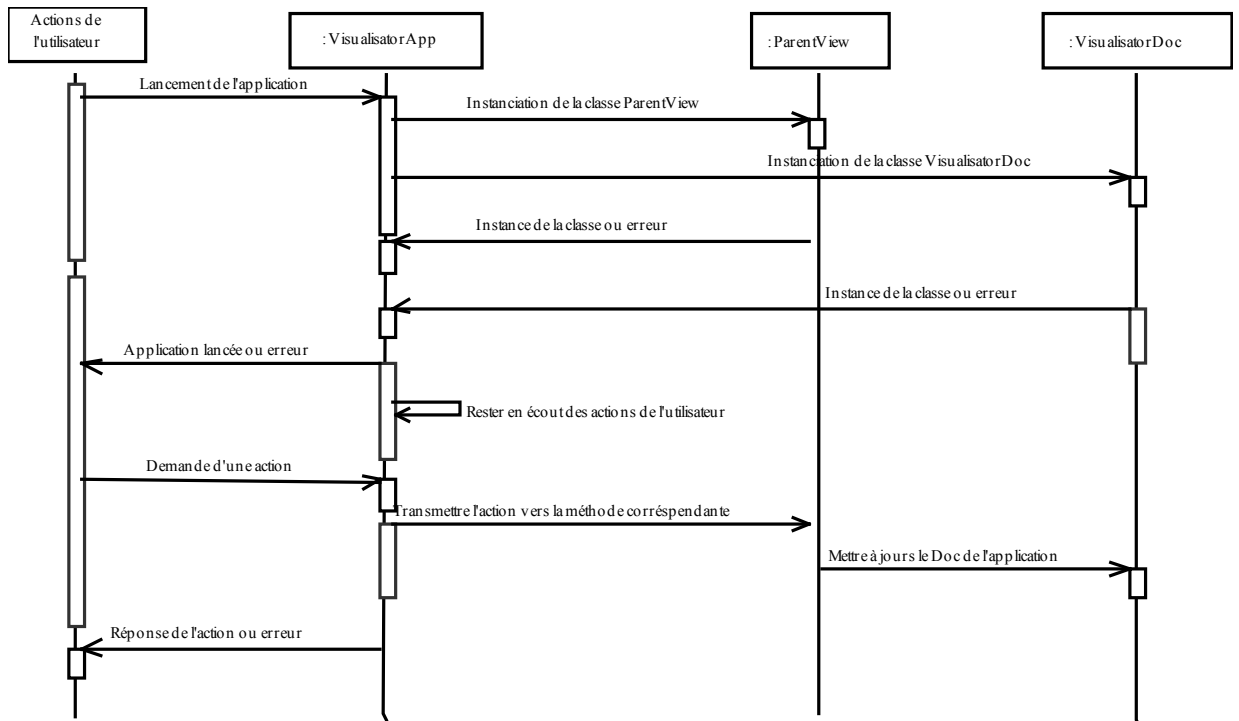 Actions de
l'utilisateur
: VisualisatorApp
: ParentView
: VisualisatorDoc
Lancement de l'application
Instanciation de la classe ParentView
Instanciation de la classe VisualisatorDoc
Instance de la classe ou erreur
Instance de la classe ou erreur
Application lancée ou erreur
Rester en écout des actions de l'utilisateur
Demande d'une action
Transmettre l'action vers la méthode corréspendante
Mettre à jours le Doc de l'application
Réponse de l'action ou erreur